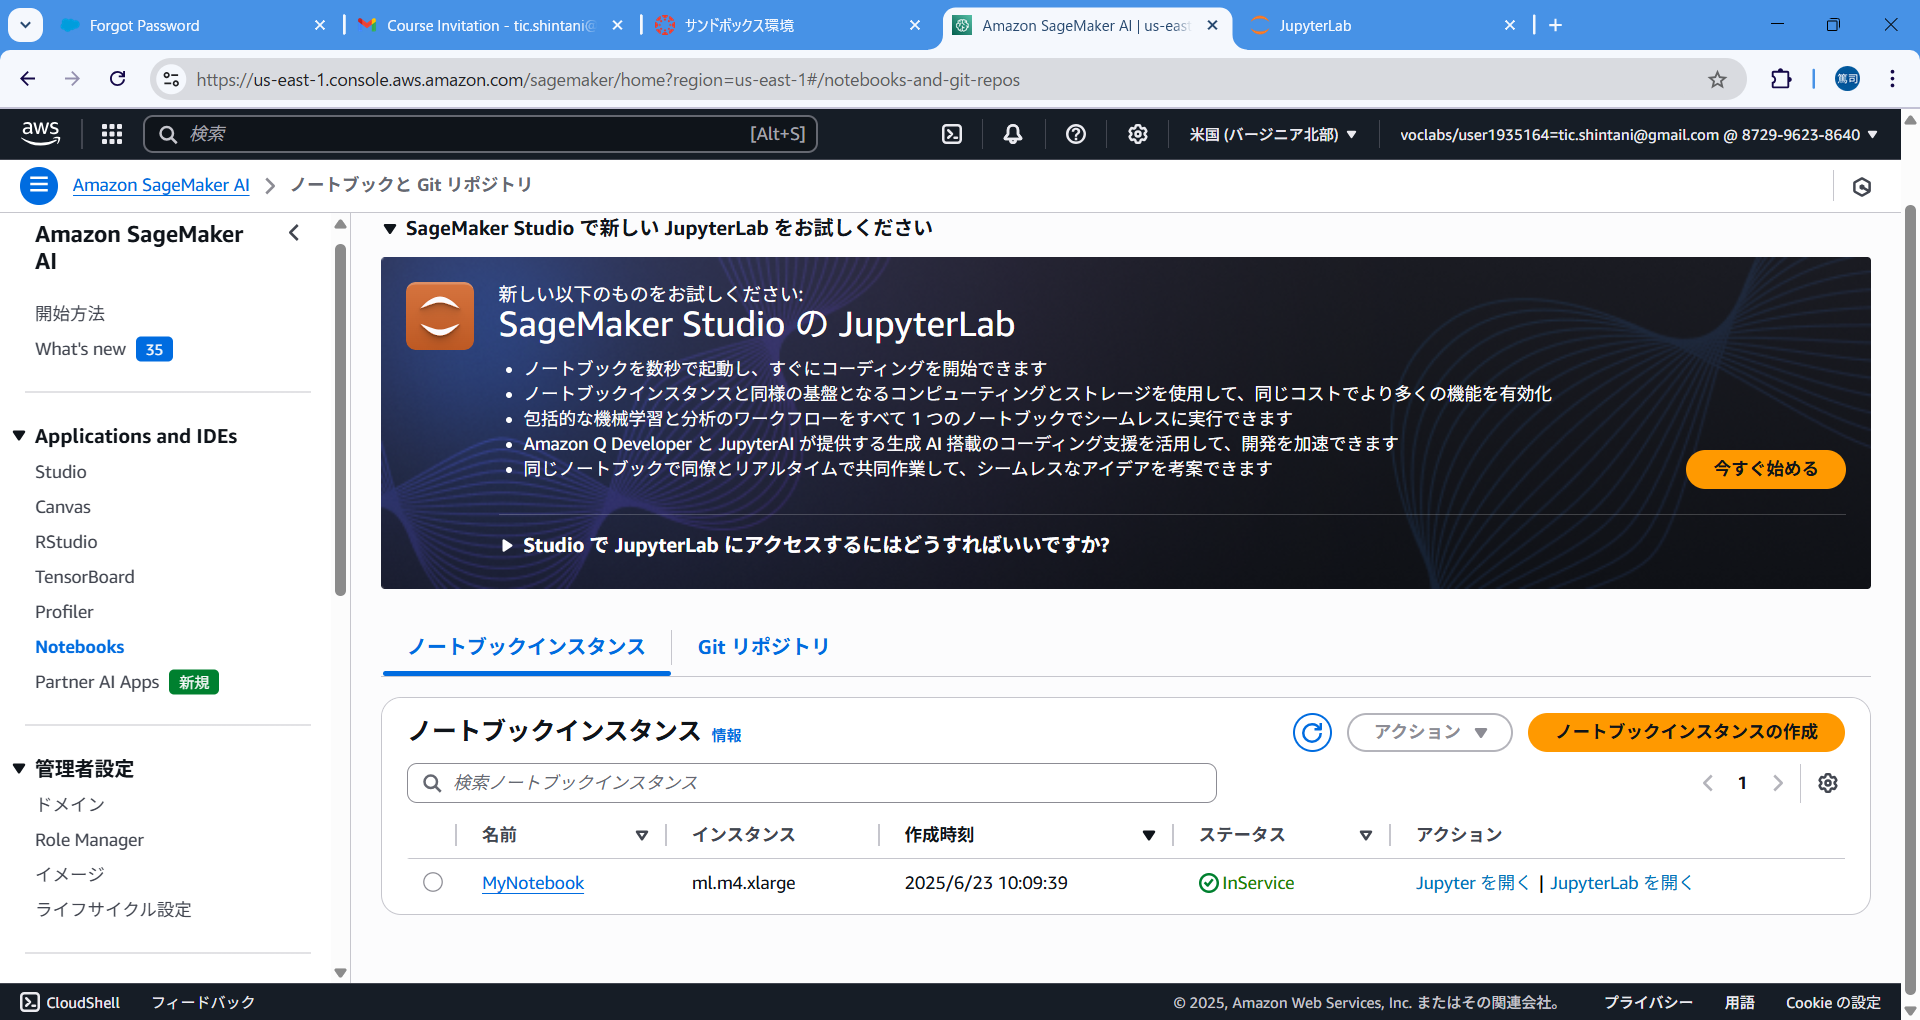 Forgot Password
Course Invitation - tic.shintani@
サンドボックス環境
Amazon SageMaker AI | us-east
JupyterLab
https://us-east-1.console.aws.amazon.com/sagemaker/home?region=us-east-1#/notebooks-and-git-repos
篤司
aws
検索
[Alt+S]
米国 (バージニア北部)
voclabs/user1935164=tic.shintani@gmail.com @ 8729-9623-8640
Amazon SageMaker AI
ノートブックと Git リポジトリ
Amazon SageMaker
AI
開始方法
What's new 35
Applications and IDEs
Studio
Canvas
RStudio
TensorBoard
Profiler
Notebooks
Partner AI Apps 新規
管理者設定
ドメイン
Role Manager
イメージ
ライフサイクル設定
SageMaker Studio で新しい JupyterLab をお試しください
新しい以下のものをお試しください:
SageMaker Studio の JupyterLab
• ノートブックを数秒で起動し、すぐにコーディングを開始できます
• ノートブックインスタンスと同様の基盤となるコンピューティングとストレージを使用して、同じコストでより多くの機能を有効化
• 包括的な機械学習と分析のワークフローをすべて 1 つのノートブックでシームレスに実行できます
• Amazon Q Developer と JupyterAI が提供する生成 AI 搭載のコーディング支援を活用して、開発を加速できます
• 同じノートブックで同僚とリアルタイムで共同作業して、シームレスなアイデアを考案できます
今すぐ始める
Studio で JupyterLab にアクセスするにはどうすればいいですか?
ノートブックインスタンス
Git リポジトリ
ノートブックインスタンス 情報
アクション
ノートブックインスタンスの作成
検索ノートブックインスタンス
1
名前 インスタンス 作成時刻 ステータス アクション
MyNotebook ml.m4.xlarge 2025/6/23 10:09:39 InService Jupyter を開く | JupyterLab を開く
CloudShell フィードバック © 2025, Amazon Web Services, Inc. またはその関連会社。 プライバシー 用語 Cookie の設定